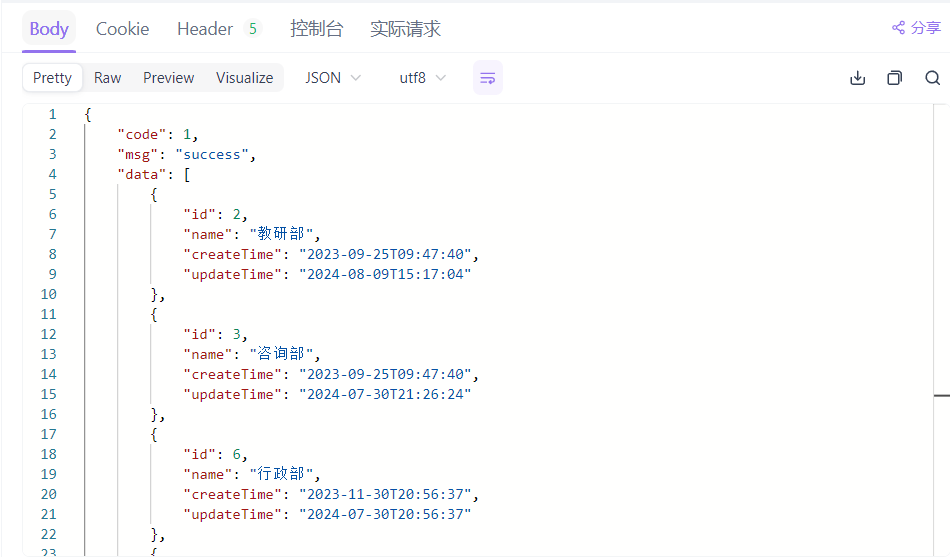 Body Cookie Header 5 控制台 实际请求 分享
Pretty Raw Preview Visualize JSON utf8
1 {
2 "code": 1,
3 "msg": "success",
4 "data": [
5 {
6 "id": 2,
7 "name": "教研部",
8 "createTime": "2023-09-25T09:47:40",
9 "updateTime": "2024-08-09T15:17:04"
10 },
11 {
12 "id": 3,
13 "name": "咨询部",
14 "createTime": "2023-09-25T09:47:40",
15 "updateTime": "2024-07-30T21:26:24"
16 },
17 {
18 "id": 6,
19 "name": "行政部",
20 "createTime": "2023-11-30T20:56:37",
21 "updateTime": "2024-07-30T20:56:37"
22 },
23 {